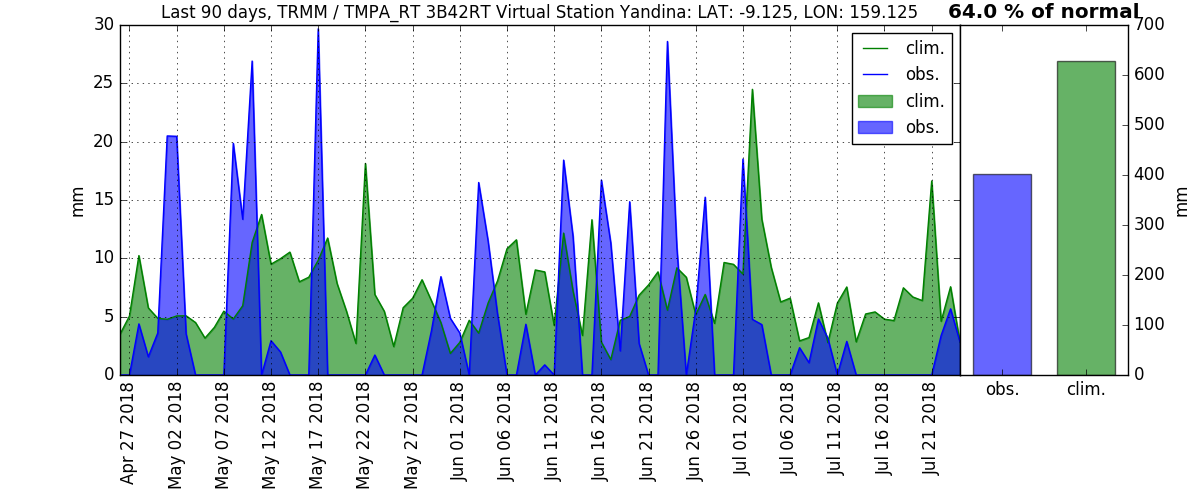 Last 90 days, TRMM / TMPA_RT 3B42RT Virtual Station Yandina: LAT: -9.125, LON: 159.125
64.0 % of normal
30
25
20
15
10
5
0
mm
clim.
obs.
clim.
obs.
700
600
500
400
300
200
100
0
mm
obs.
clim.
Apr 27 2018
May 02 2018
May 07 2018
May 12 2018
May 17 2018
May 22 2018
May 27 2018
Jun 01 2018
Jun 06 2018
Jun 11 2018
Jun 16 2018
Jun 21 2018
Jun 26 2018
Jul 01 2018
Jul 06 2018
Jul 11 2018
Jul 16 2018
Jul 21 2018